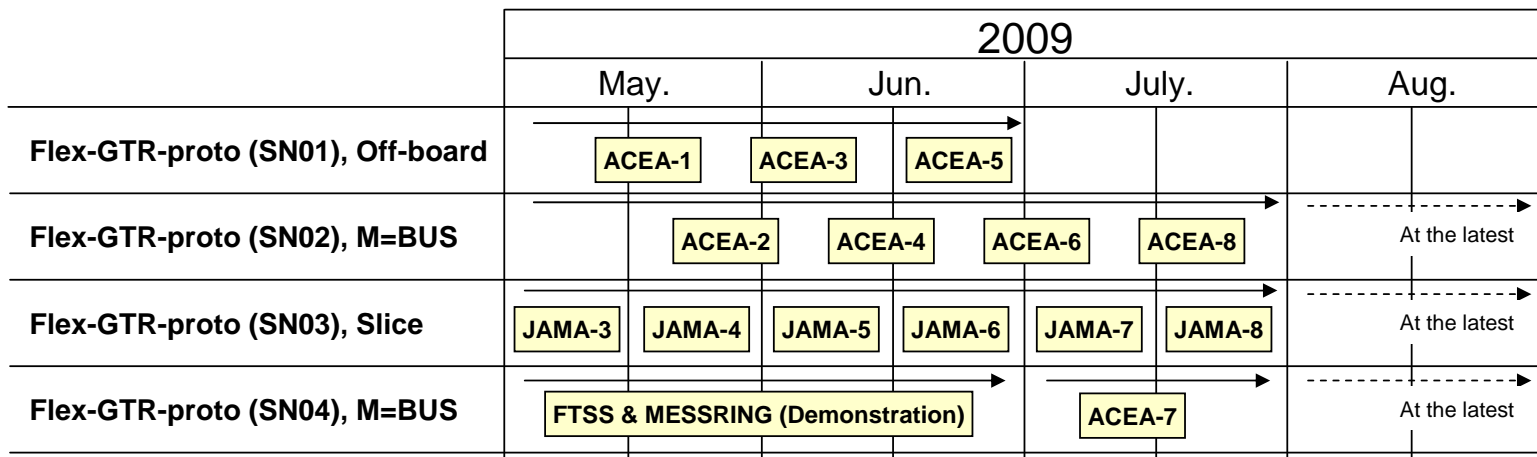 2009
May. Jun. July. Aug.
Flex-GTR-proto (SN01), Off-board ACEA-1 ACEA-3 ACEA-5
Flex-GTR-proto (SN02), M=BUS ACEA-2 ACEA-4 ACEA-6 ACEA-8 At the latest
Flex-GTR-proto (SN03), Slice JAMA-3 JAMA-4 JAMA-5 JAMA-6 JAMA-7 JAMA-8 At the latest
Flex-GTR-proto (SN04), M=BUS FTSS & MESSRING (Demonstration) ACEA-7 At the latest